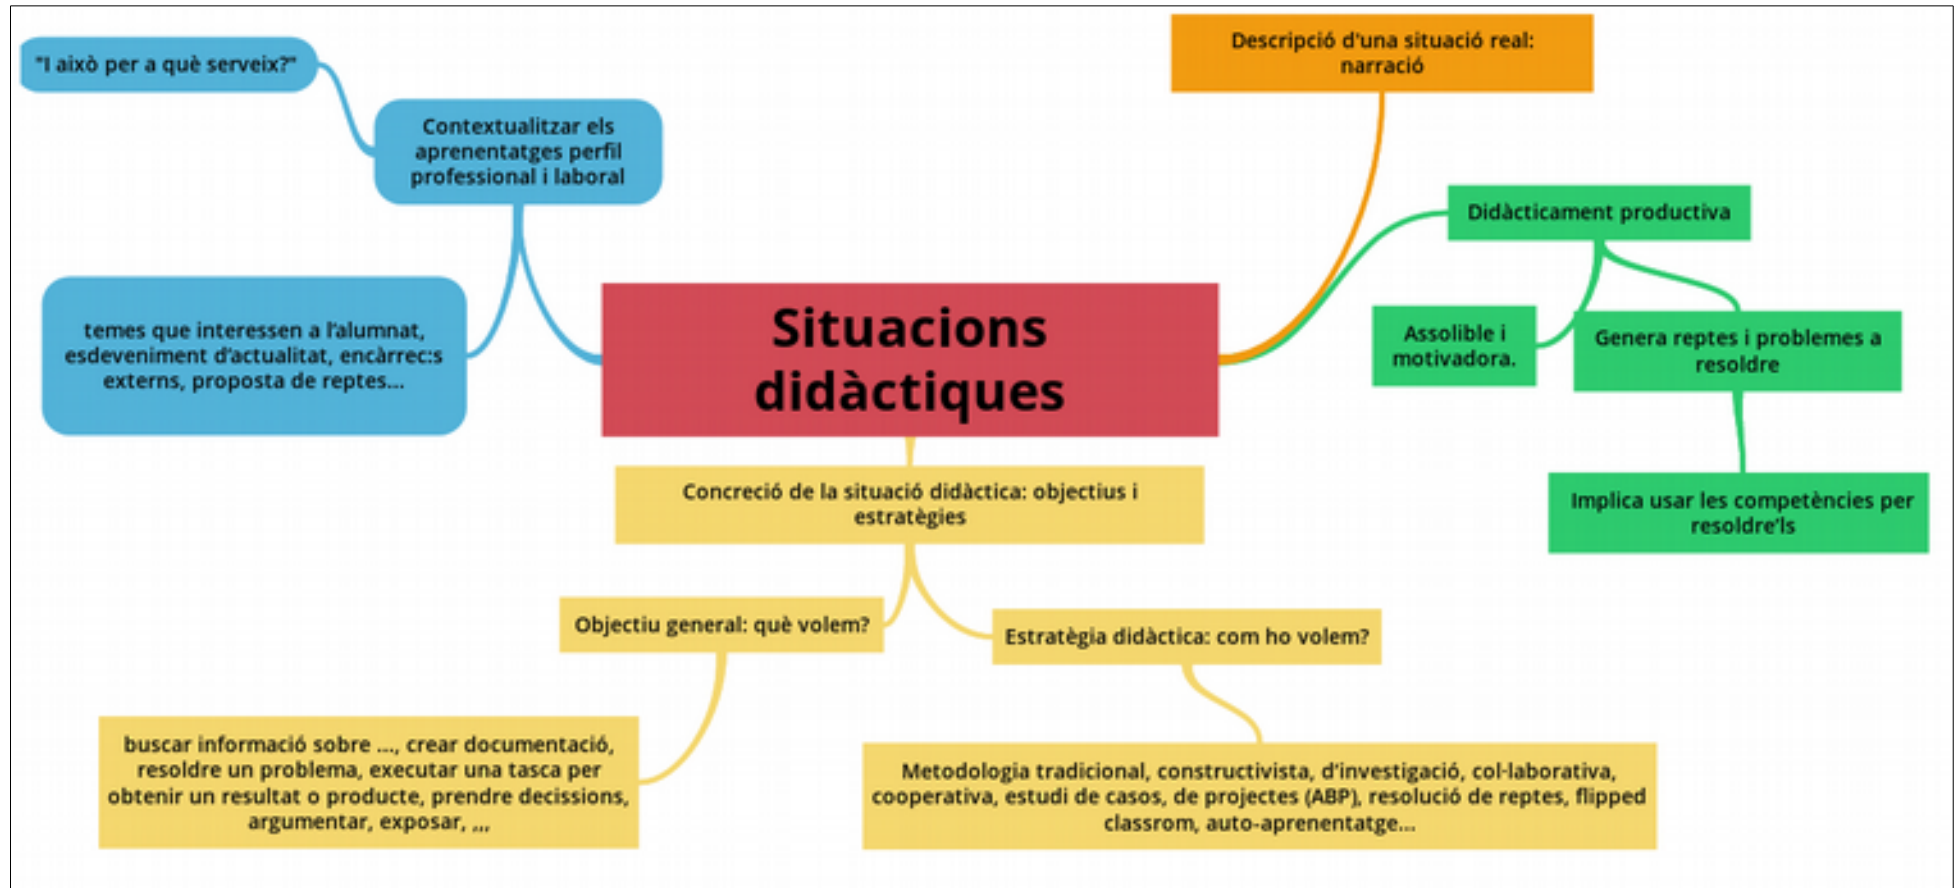 "I això per a què serveix?"
Contextualitzar els
aprenentatges perfil
professional i laboral
temes que interessen a l'alumnat,
esdeveniment d'actualitat, encàrrec:s
externs, proposta de reptes...
Situacions
didàctiques
Descripció d'una situació real:
narració
Didàcticament productiva
Assolible i
motivadora.
Genera reptes i problemes a
resoldre
Implica usar les competències per
resoldre'ls
Concreció de la situació didàctica: objectius i
estratègies
Objectiu general: què volem?
Estratègia didàctica: com ho volem?
buscar informació sobre ..., crear documentació,
resoldre un problema, executar una tasca per
obtenir un resultat o producte, prendre decissions,
argumentar, exposar, ,,,
Metodologia tradicional, constructivista, d'investigació, col·laborativa,
cooperativa, estudi de casos, de projectes (ABP), resolució de reptes, flipped
classrom, auto-aprenentatge...